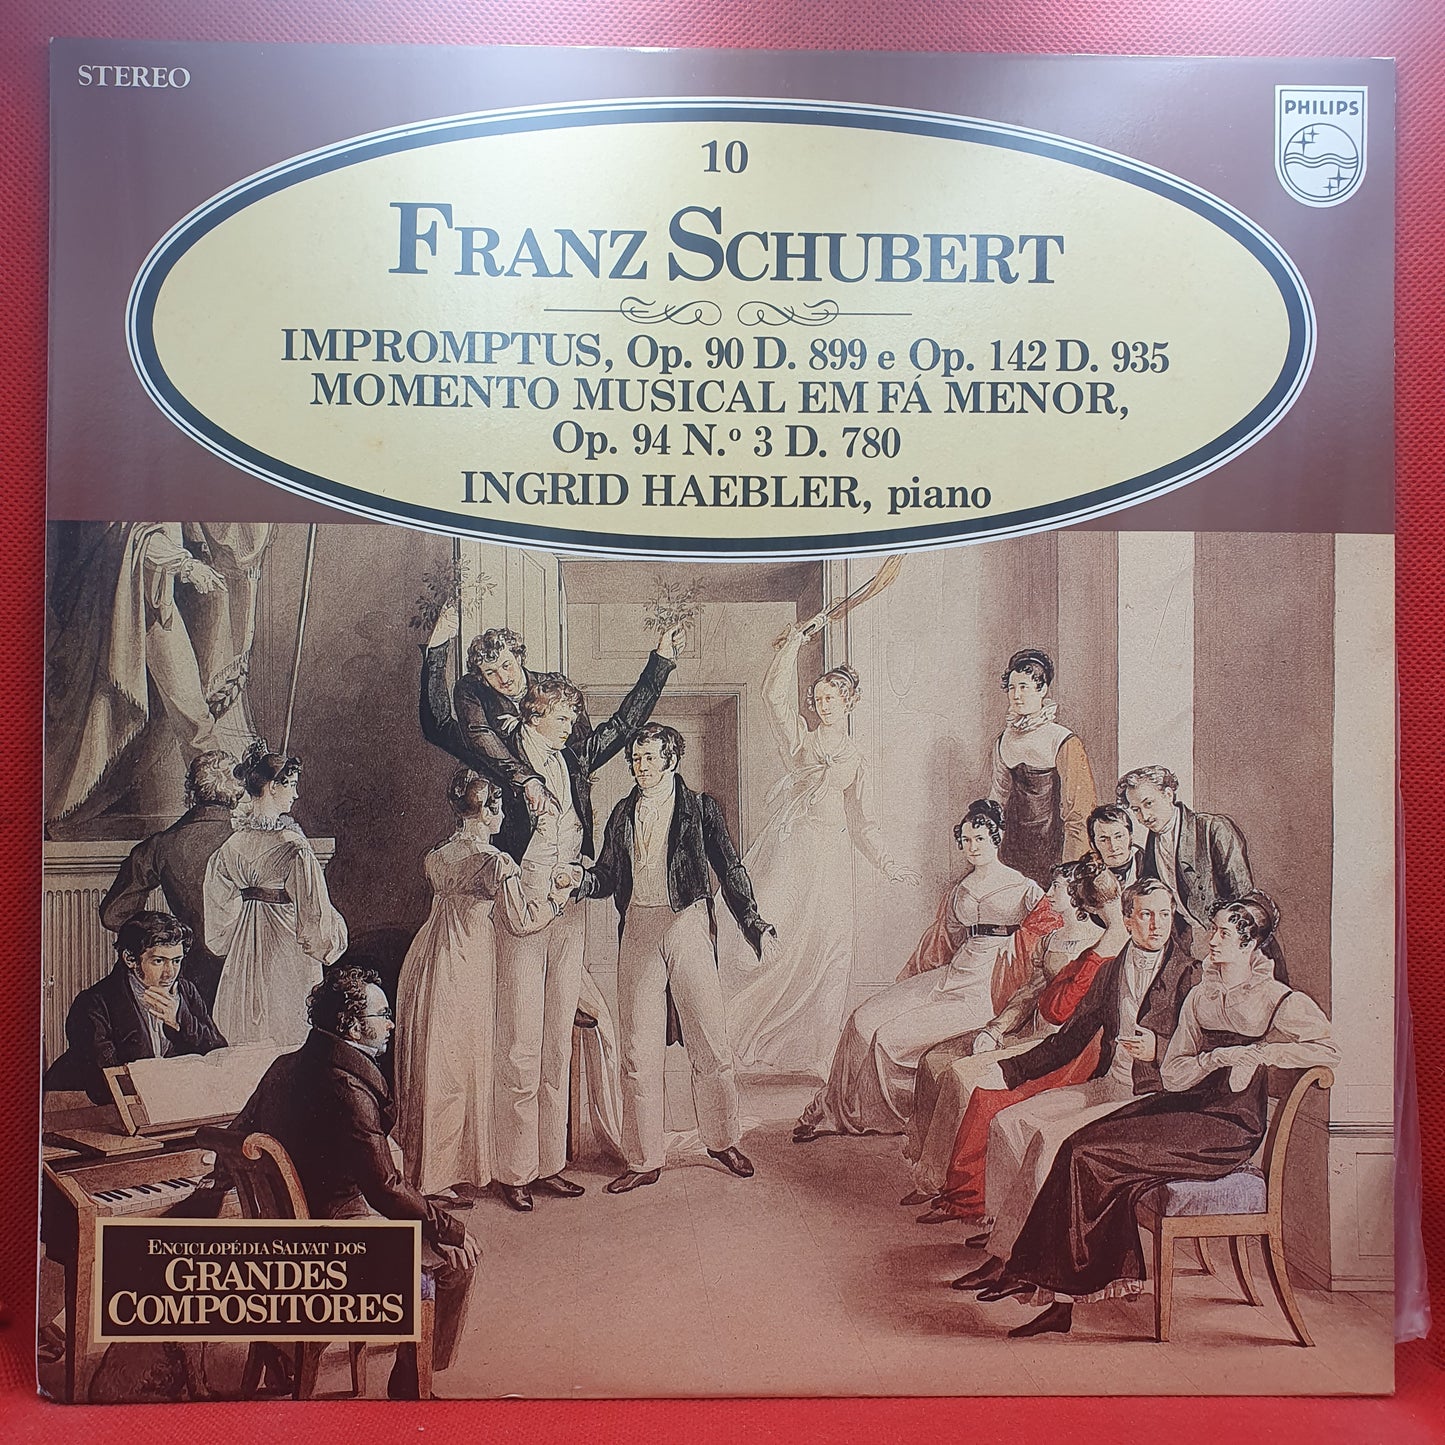 STEREO
PHILIPS
10
FRANZ SCHUBERT
IMPROMPTUS, Op. 90 D. 899 e Op. 142 D. 935
MOMENTO MUSICAL EM FÁ MENOR,
Op. 94 N.º 3 D. 780
INGRID HAEBLER, piano
ENCICLOPÉDIA SALVAT DOS
GRANDES
COMPOSITORES